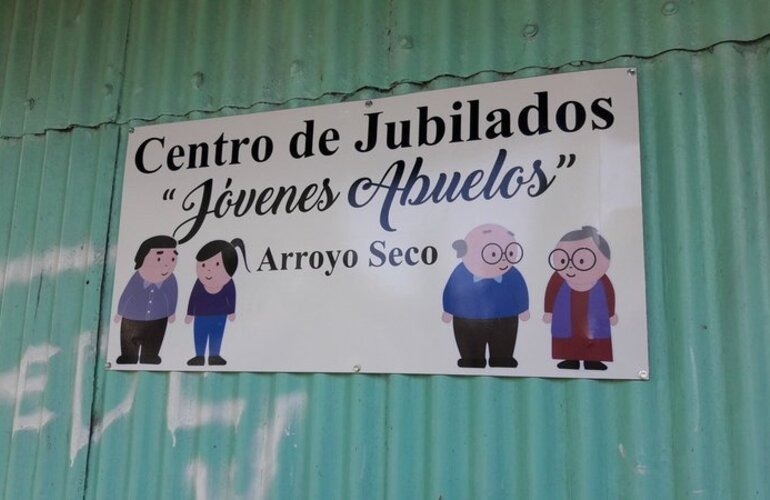 Centro de Jubilados
“Jóvenes Abuelos”
Arroyo Seco